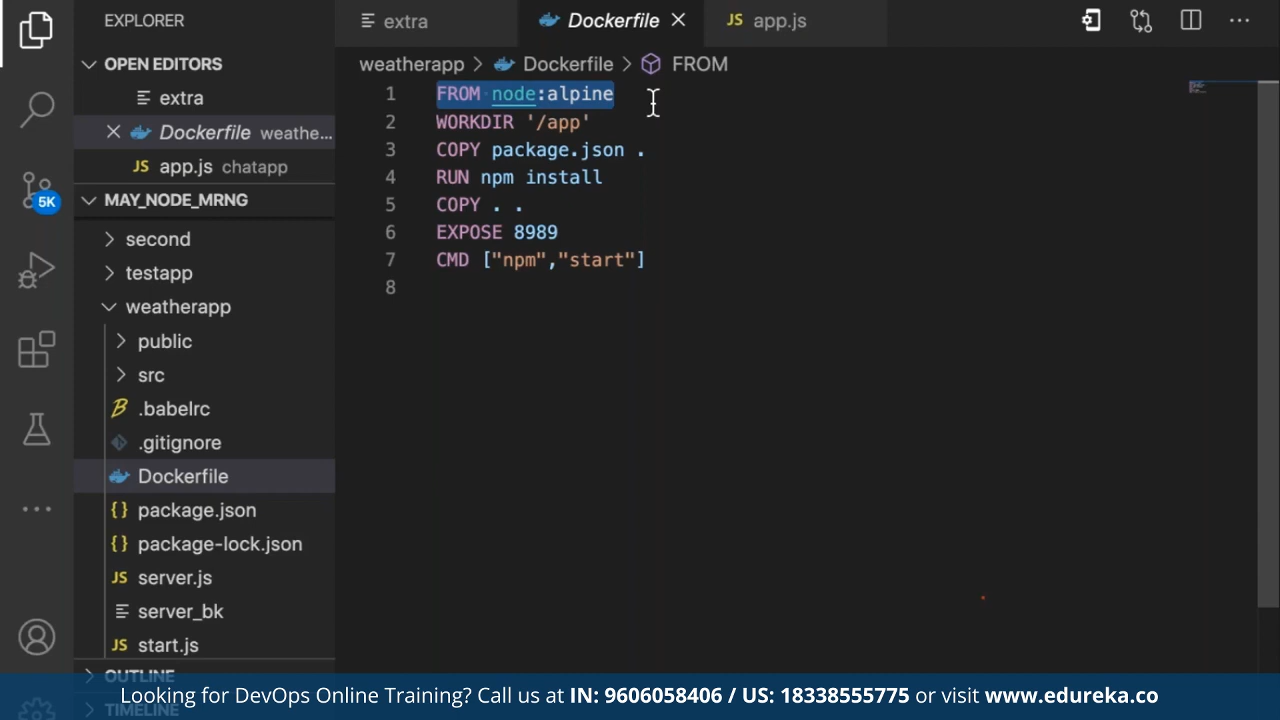 EXPLORER
OPEN EDITORS
extra
Dockerfile weathe...
JS app.js chatapp
5K
MAY_NODE_MRNG
second
testapp
weatherapp
public
src
.babelrc
.gitignore
Dockerfile
{} package.json
{} package-lock.json
JS server.js
server_bk
JS start.js
OUTLINE
TIMELINE
extra
Dockerfile
JS app.js
weatherapp > Dockerfile > FROM
1 FROM node:alpine
2 WORKDIR '/app'
3 COPY package.json .
4 RUN npm install
5 COPY . .
6 EXPOSE 8989
7 CMD ["npm","start"]
8
Looking for DevOps Online Training? Call us at IN: 9606058406 / US: 18338555775 or visit www.edureka.co